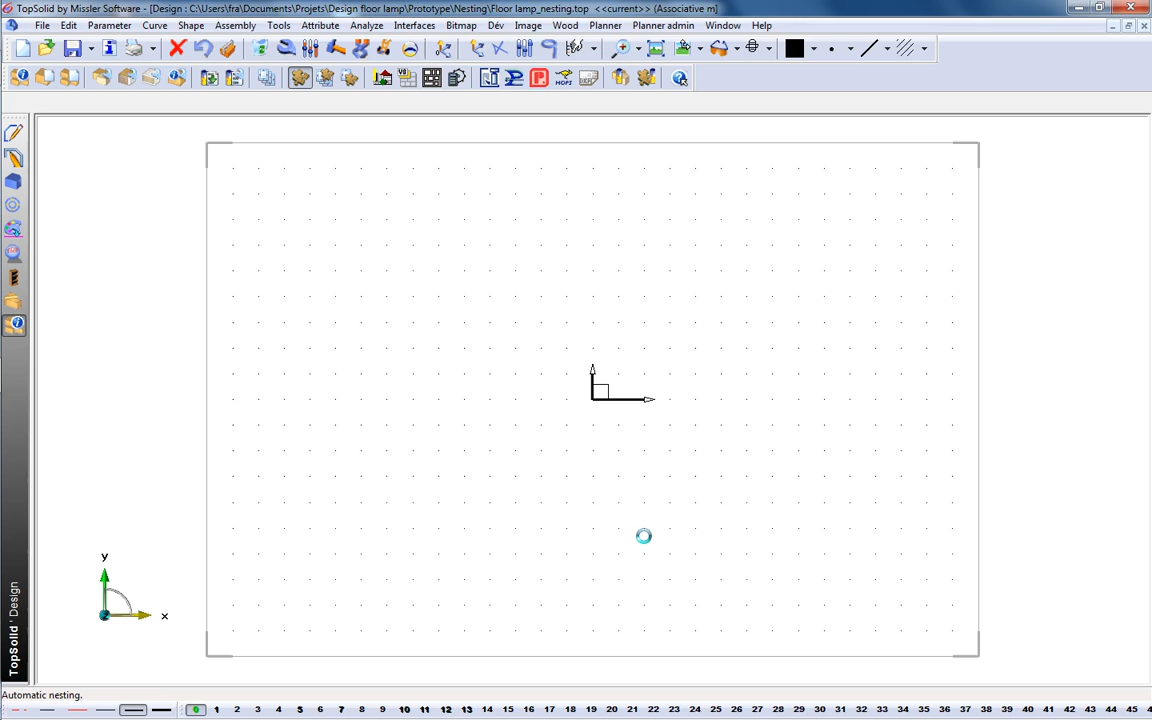 TopSolid by Missler Software - [Design : C:\Users\fra\Documents\Projets\Design floor lamp\Prototype\Nesting\Floor lamp_nesting.top <<current>> (Associative m]
File Edit Parameter Curve Shape Assembly Tools Attribute Analyze Interfaces Bitmap Dév Image Wood Planner Planner admin Window Help
y
x
z
TopSolid ' Design
Automatic nesting.
0 1 2 3 4 5 6 7 8 9 10 11 12 13 14 15 16 17 18 19 20 21 22 23 24 25 26 27 28 29 30 31 32 33 34 35 36 37 38 39 40 41 42 43 44 45 4